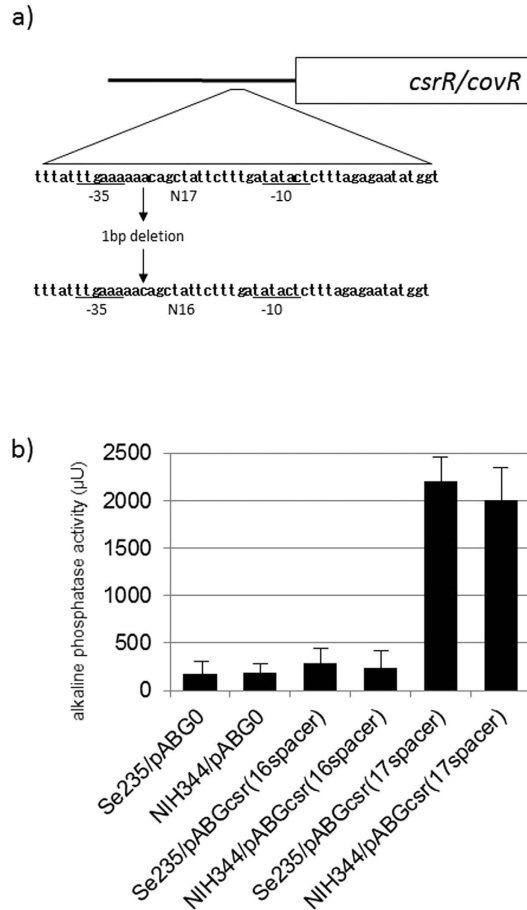 a)
csrR/covR
tttatttgaaaaaacagctattctttgatatactctttagagaatatggt
-35 N17 -10
1bp deletion
tttatttgaaaaacagctattctttgatatactctttagagaatatggt
-35 N16 -10
b)
alkaline phosphatase activity (µU)
2500
2000
1500
1000
500
0
Se235/pABG0
NIH344/pABG0
Se235/pABGcsr(16spacer)
NIH344/pABGcsr(16spacer)
Se235/pABGcsr(17spacer)
NIH344/pABGcsr(17spacer)